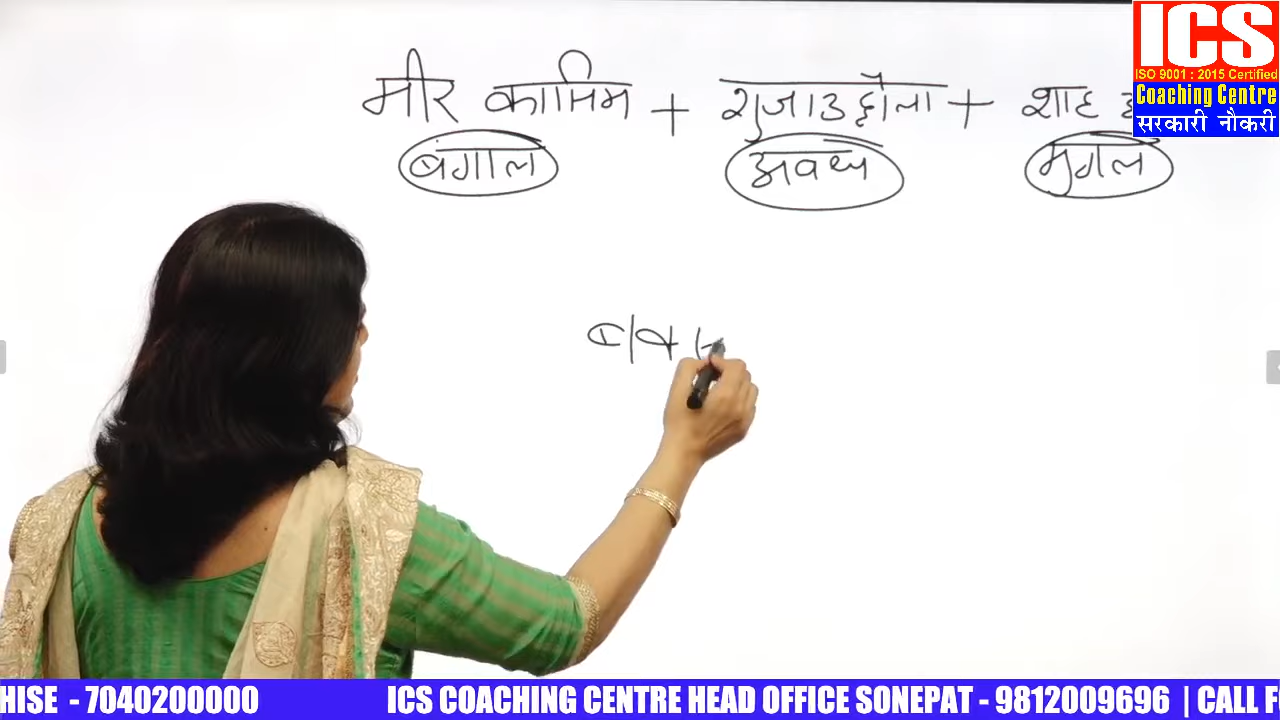 ICS
ISO 9001 : 2015 Certified
Coaching Centre
सरकारी नौकरी
मीर कासिम + शुजाउद्दौला + शाह
बंगाल अवध मुगल
HISE - 7040200000 ICS COACHING CENTRE HEAD OFFICE SONEPAT - 9812009696 | CALL F